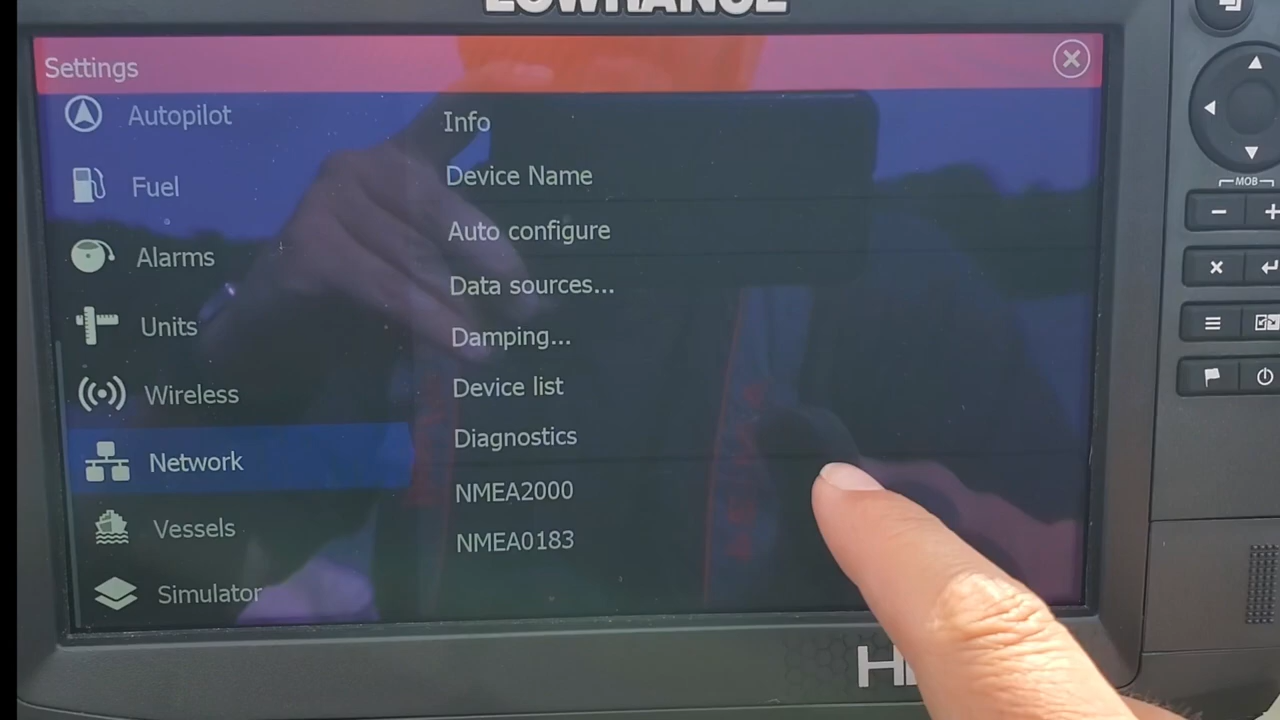 LOWRANCE
Settings
Autopilot
Fuel
Alarms
Units
Wireless
Network
Vessels
Simulator
Info
Device Name
Auto configure
Data sources...
Damping...
Device list
Diagnostics
NMEA2000
NMEA0183
MOB